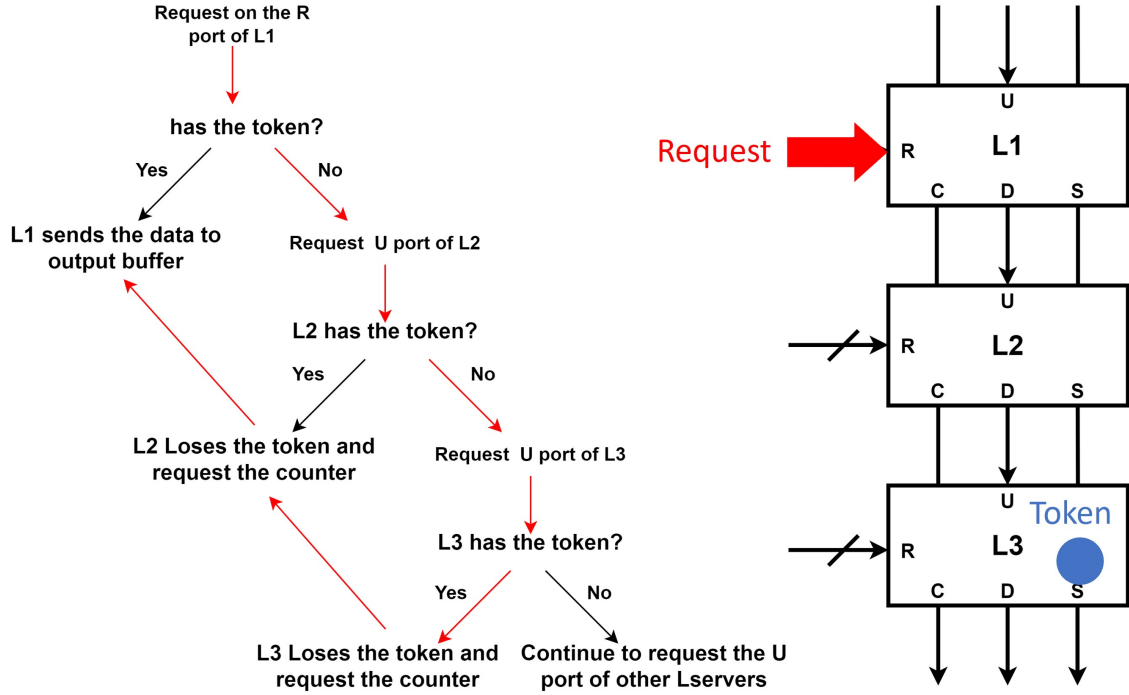 Request on the R
port of L1
has the token?
Yes
No
L1 sends the data to
output buffer
Request U port of L2
L2 has the token?
Yes
No
L2 Loses the token and
request the counter
Request U port of L3
L3 has the token?
Yes
No
L3 Loses the token and
request the counter
Continue to request the U
port of other Lservers
Request
U
R
L1
C
D
S
U
R
L2
C
D
S
U
Token
R
L3
C
D
S